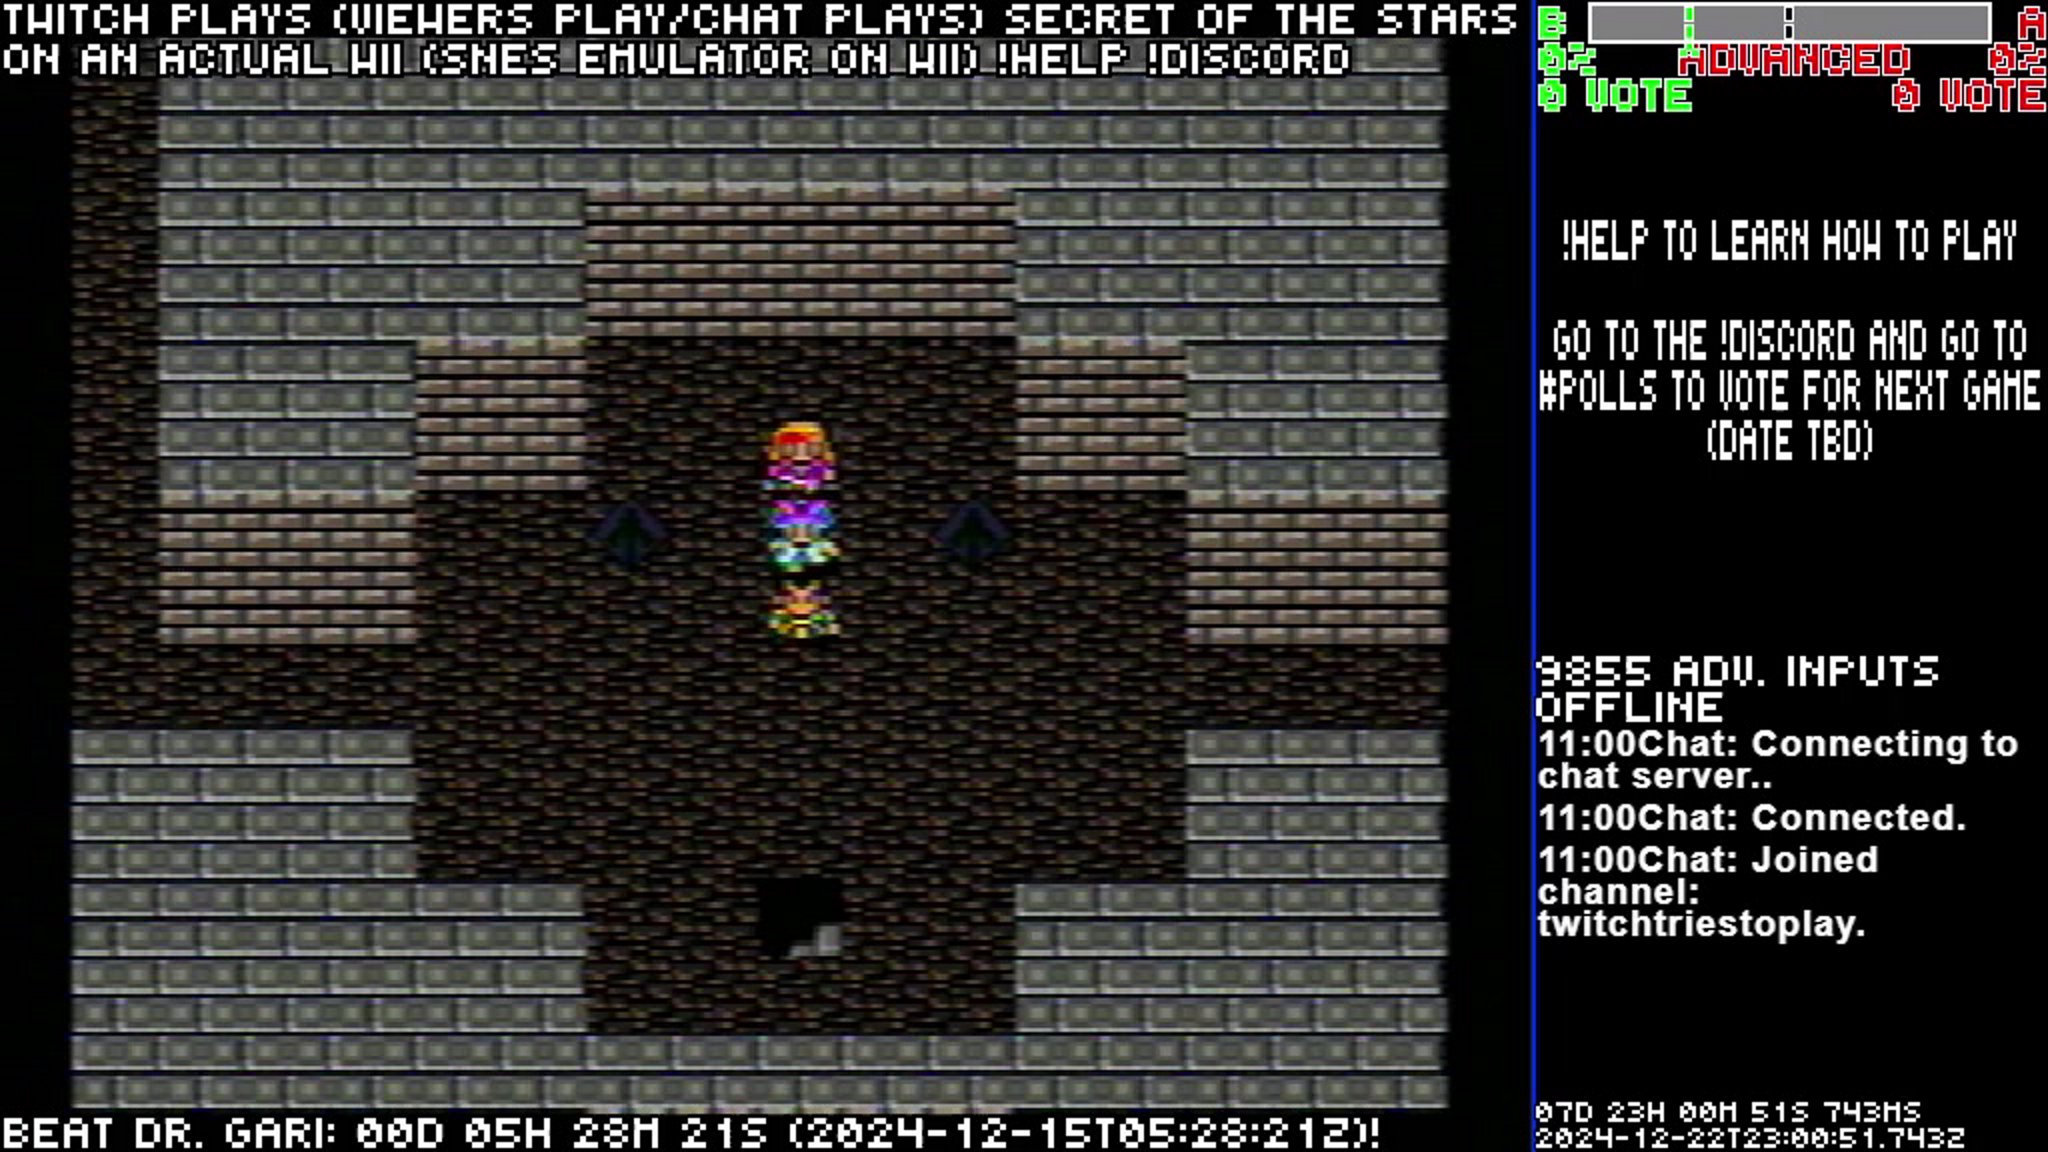 TWITCH PLAYS (VIEWERS PLAY/CHAT PLAYS) SECRET OF THE STARS
ON AN ACTUAL WII (SNES EMULATOR ON WII) !HELP !DISCORD
B A
0% ADVANCED 0%
0 VOTE 0 VOTE
!HELP TO LEARN HOW TO PLAY
GO TO THE !DISCORD AND GO TO
#POLLS TO VOTE FOR NEXT GAME
(DATE TBD)
9855 ADV. INPUTS
OFFLINE
11:00Chat: Connecting to
chat server..
11:00Chat: Connected.
11:00Chat: Joined
channel:
twitchtriestoplay.
07D 23H 00M 51S 743MS
2024-12-22T23:00:51.743Z
BEAT DR. GARI: 00D 05H 28M 21S (2024-12-15T05:28:21Z)!